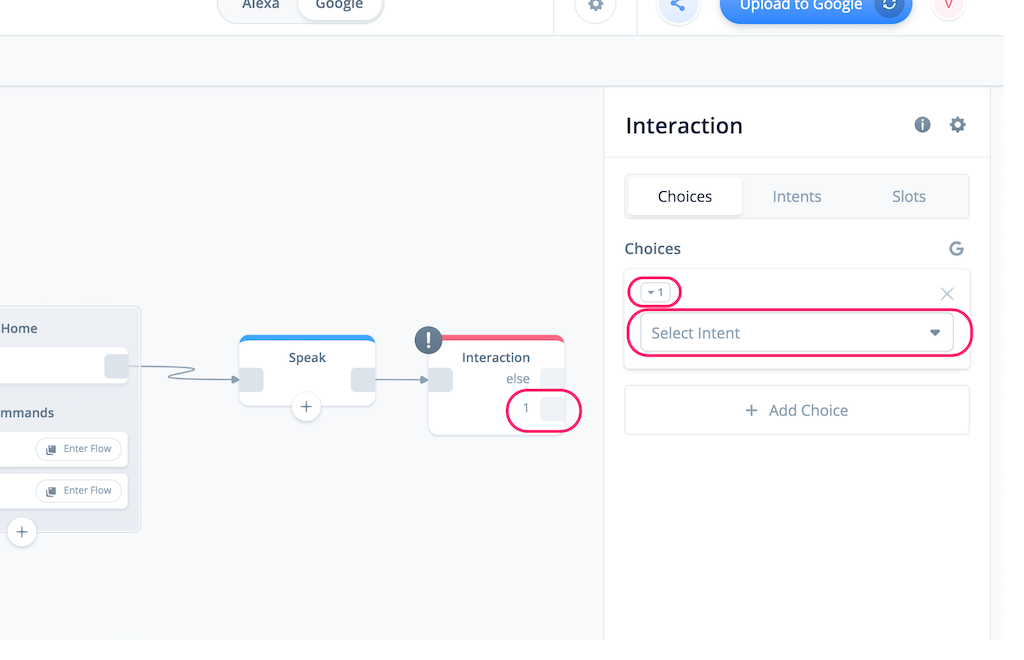 Alexa
Google
Upload to Google
V
Interaction
Choices
Intents
Slots
Choices
G
1
Select Intent
+ Add Choice
Home
mmands
Enter Flow
Enter Flow
+
Speak
+
!
Interaction
else
1